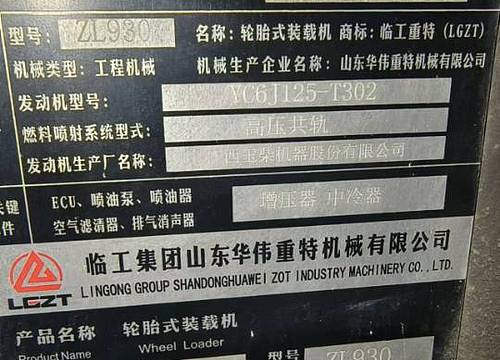 型号: ZL930 名称: 轮胎式装载机 商标: 临工重特 (LGZT)
机械类型: 工程机械 机械生产企业名称: 山东华伟重特机械有限公司
发动机型号: YC6J125-T302
燃料喷射系统型式: 高压共轨
发动机生产厂名称: 西玉柴机器股份有限公司
关键 ECU、喷油泵、喷油器 增压器 中冷器
件 空气滤清器、排气消声器
临工集团山东华伟重特机械有限公司
LGZT LINGONG GROUP SHANDONGHUAWEI ZOT INDUSTRY MACHINERY CO.,LTD.
产品名称 轮胎式装载机
Product Name Wheel Loader
型号 ZL930